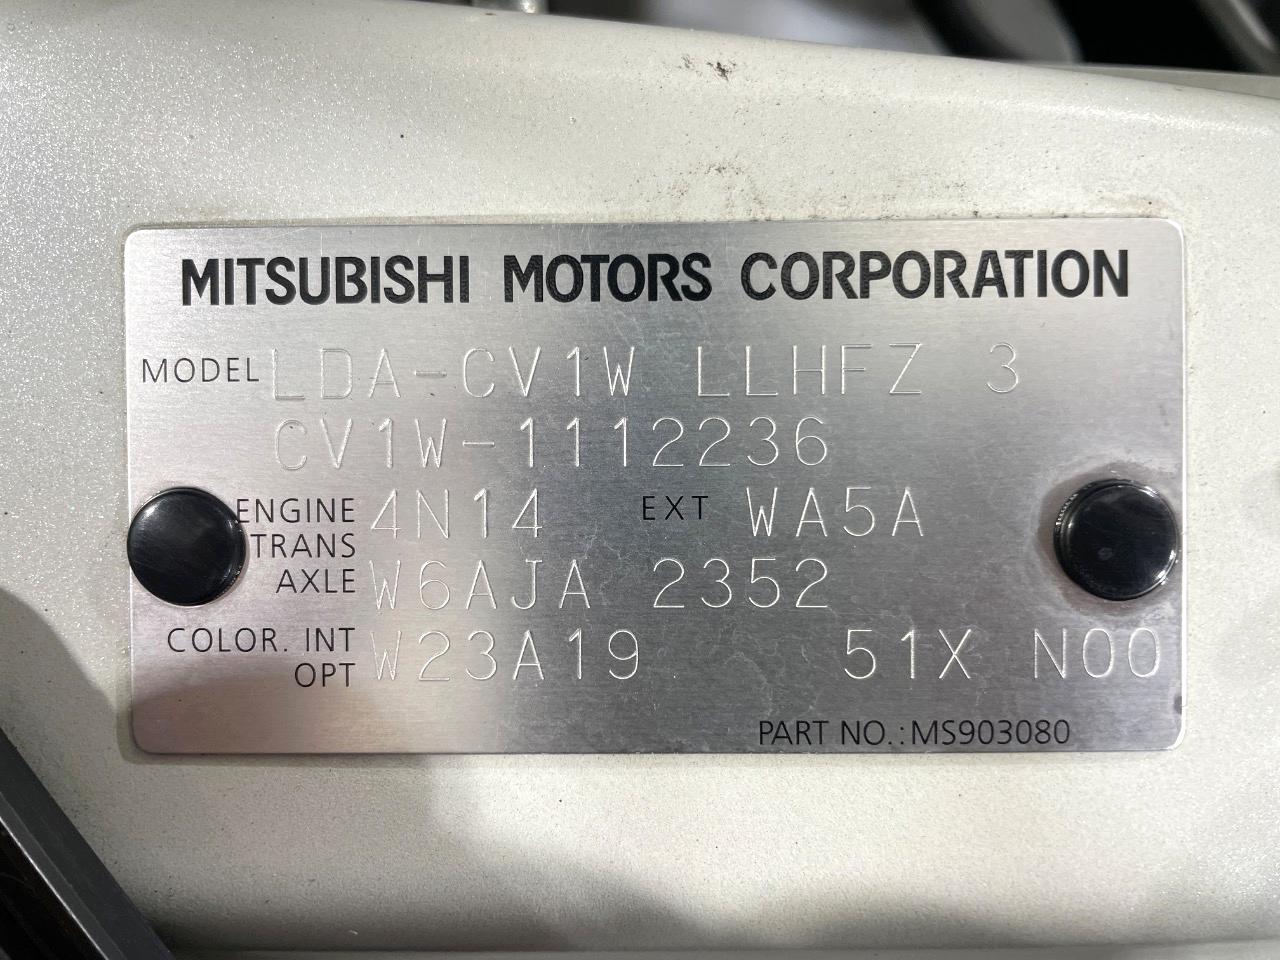 MITSUBISHI MOTORS CORPORATION
MODEL LDA-CV1W LLHFZ 3
CV1W-1112236
ENGINE 4N14 EXT WA5A
TRANS
AXLE W6AJA 2352
COLOR. INT
OPT W23A19 51X N00
PART NO.:MS903080